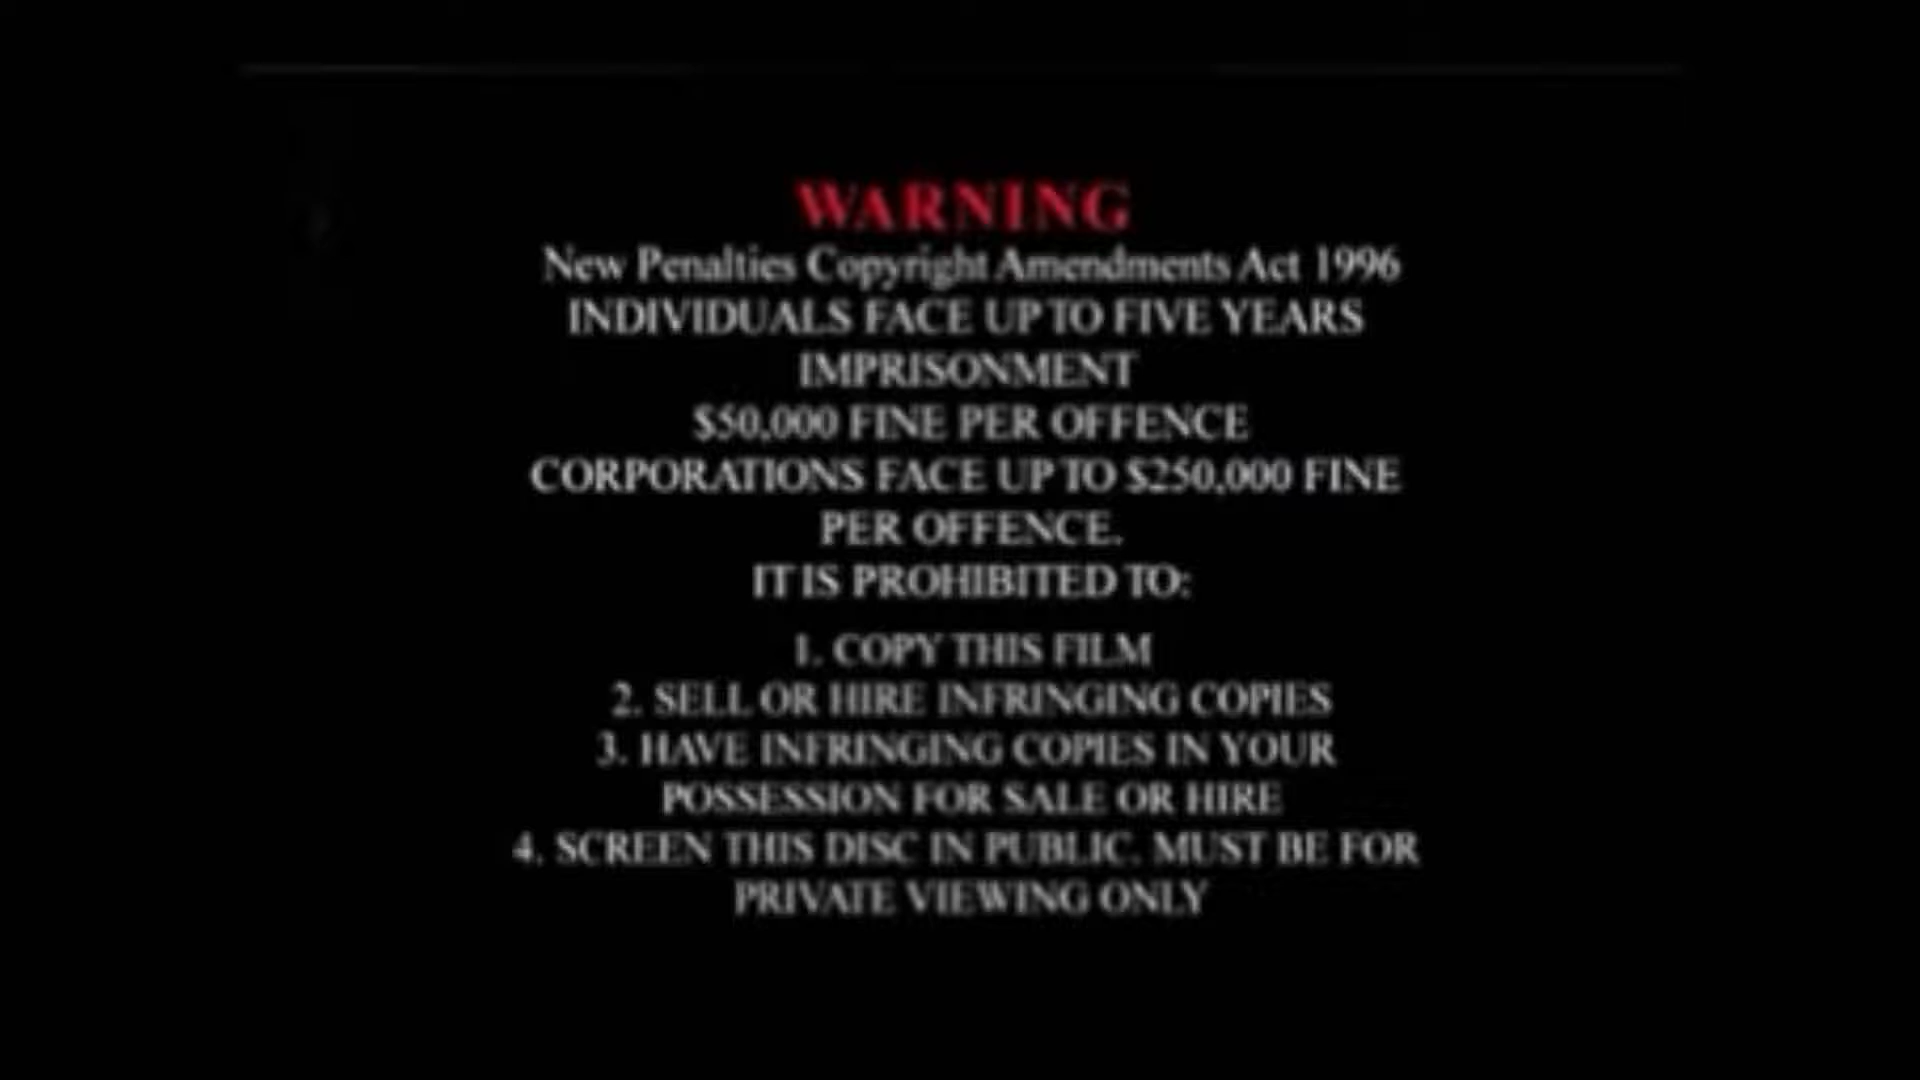 WARNING
New Penalties Copyright Amendments Act 1996
INDIVIDUALS FACE UP TO FIVE YEARS
IMPRISONMENT
$50,000 FINE PER OFFENCE
CORPORATIONS FACE UP TO $250,000 FINE
PER OFFENCE.
IT IS PROHIBITED TO:
1. COPY THIS FILM
2. SELL OR HIRE INFRINGING COPIES
3. HAVE INFRINGING COPIES IN YOUR
POSSESSION FOR SALE OR HIRE
4. SCREEN THIS DISC IN PUBLIC. MUST BE FOR
PRIVATE VIEWING ONLY